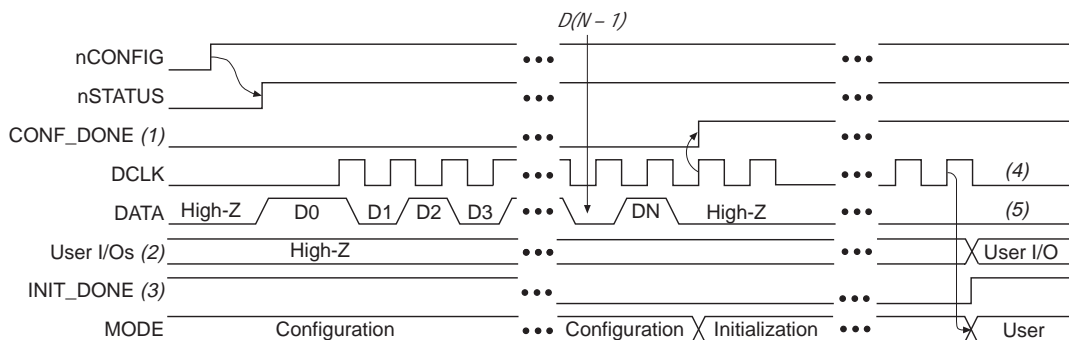 D(N – 1)
nCONFIG
nSTATUS
CONF_DONE (1)
DCLK (4)
DATA High-Z D0 D1 D2 D3 DN High-Z (5)
User I/Os (2) High-Z User I/O
INIT_DONE (3)
MODE Configuration Configuration Initialization User